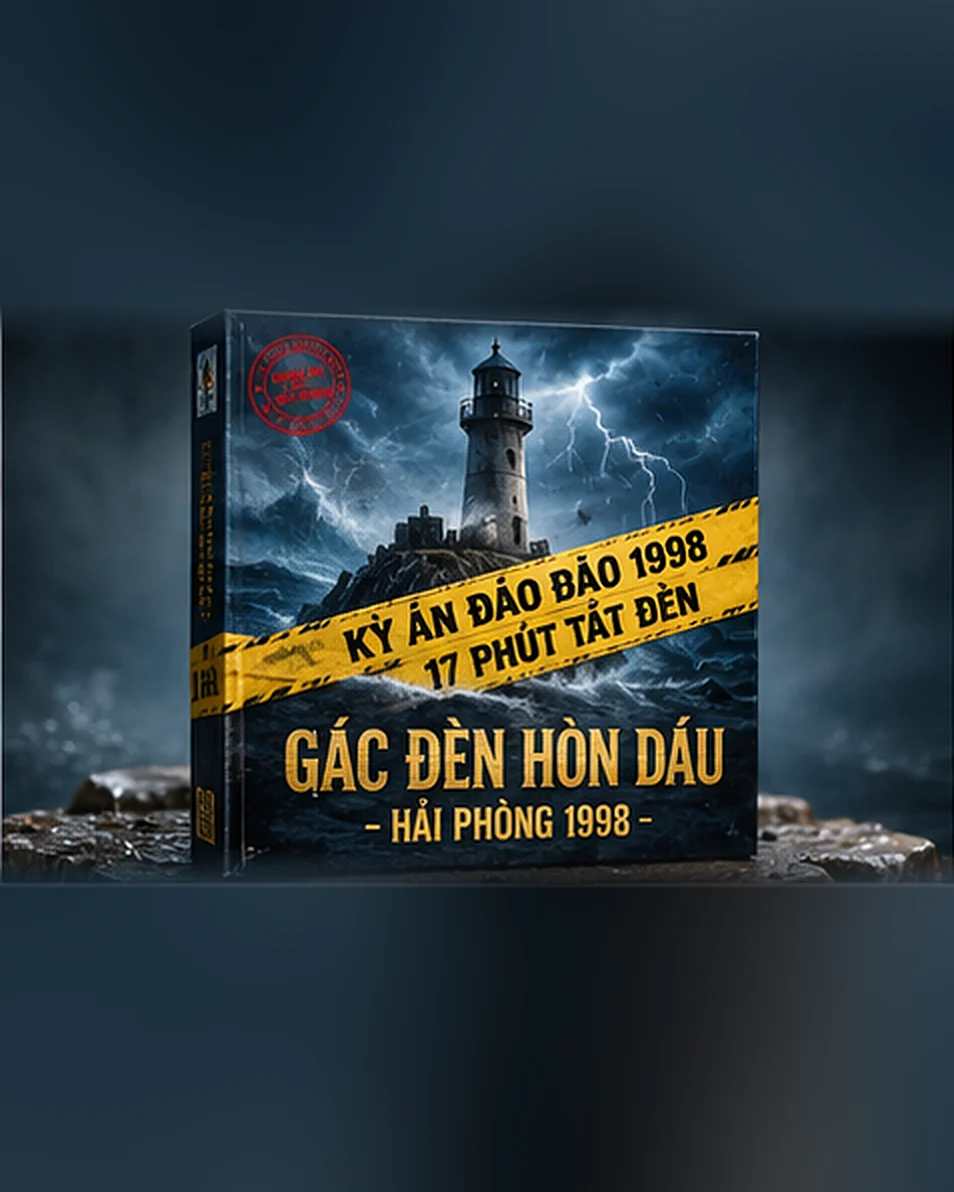 KỲ ÁN ĐẢO BÃO 1998
17 PHÚT TẮT ĐÈN
GÁC ĐÈN HÒN DÁU
- HẢI PHÒNG 1998 -